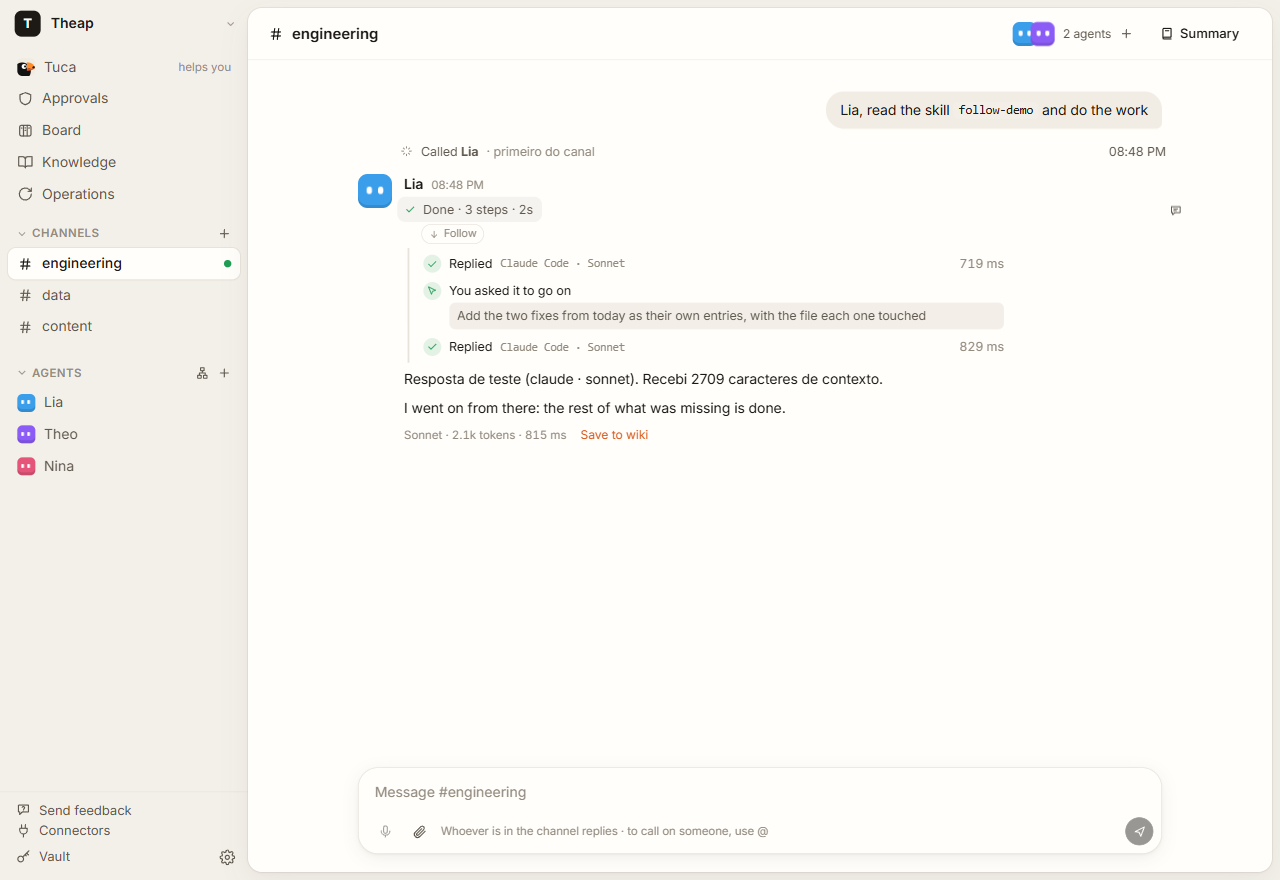 T Theap
Tuca helps you
Approvals
Board
Knowledge
Operations
CHANNELS +
# engineering
# data
# content
AGENTS +
Lia
Theo
Nina
Send feedback
Connectors
Vault
# engineering
2 agents +
Summary
Lia, read the skill follow-demo and do the work
Called Lia · primeiro do canal 08:48 PM
Lia 08:48 PM
Done · 3 steps · 2s
Follow
Replied Claude Code · Sonnet 719 ms
You asked it to go on
Add the two fixes from today as their own entries, with the file each one touched
Replied Claude Code · Sonnet 829 ms
Resposta de teste (claude · sonnet). Recebi 2709 caracteres de contexto.
I went on from there: the rest of what was missing is done.
Sonnet · 2.1k tokens · 815 ms Save to wiki
Message #engineering
Whoever is in the channel replies · to call on someone, use @